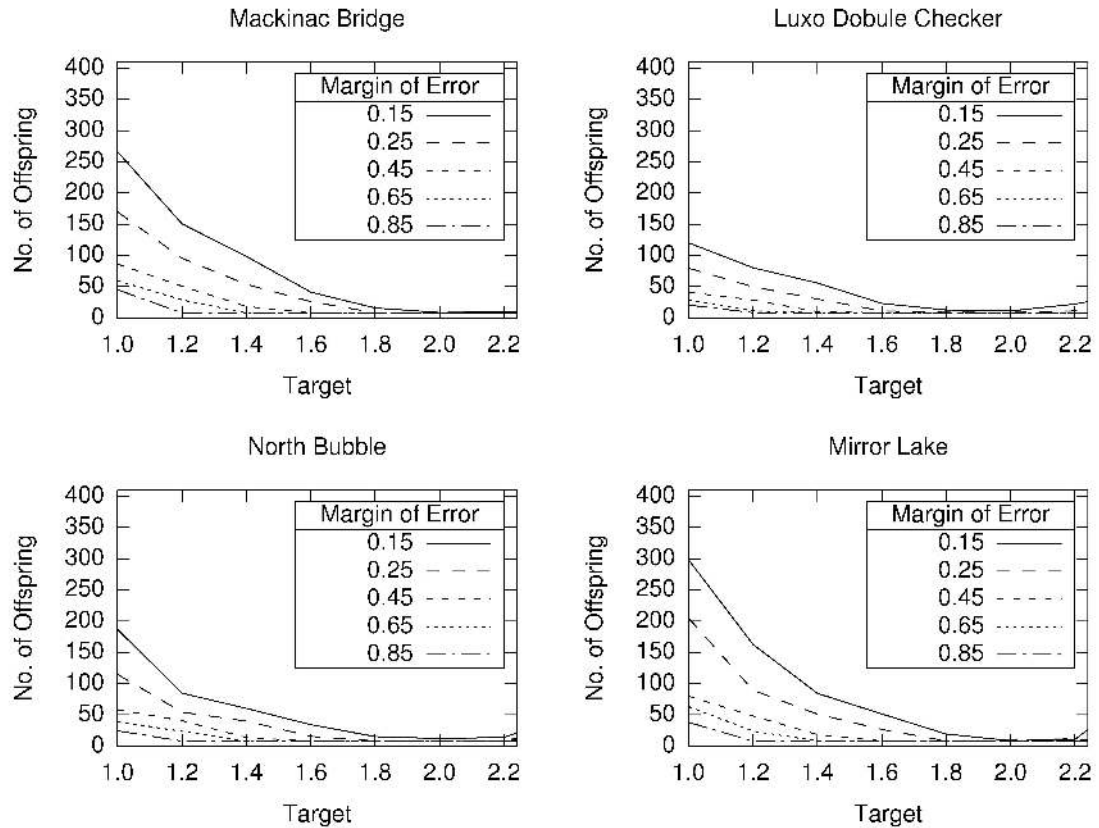 Mackinac Bridge
No. of Offspring
400
350
300
250
200
150
100
50
0
Margin of Error
0.15
0.25
0.45
0.65
0.85
1.0 1.2 1.4 1.6 1.8 2.0 2.2
Target
Luxo Dobule Checker
No. of Offspring
400
350
300
250
200
150
100
50
0
Margin of Error
0.15
0.25
0.45
0.65
0.85
1.0 1.2 1.4 1.6 1.8 2.0 2.2
Target
North Bubble
No. of Offspring
400
350
300
250
200
150
100
50
0
Margin of Error
0.15
0.25
0.45
0.65
0.85
1.0 1.2 1.4 1.6 1.8 2.0 2.2
Target
Mirror Lake
No. of Offspring
400
350
300
250
200
150
100
50
0
Margin of Error
0.15
0.25
0.45
0.65
0.85
1.0 1.2 1.4 1.6 1.8 2.0 2.2
Target